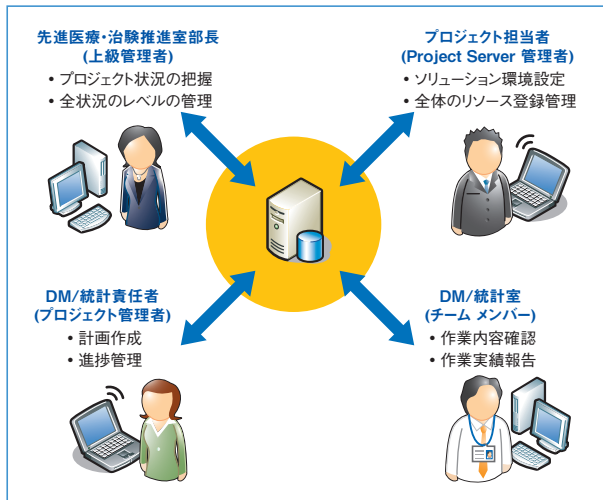 先進医療・治験推進室部長
(上級管理者)
• プロジェクト状況の把握
• 全状況のレベルの管理
プロジェクト担当者
(Project Server 管理者)
• ソリューション環境設定
• 全体のリソース登録管理
DM/統計責任者
(プロジェクト管理者)
• 計画作成
• 進捗管理
DM/統計室
(チーム メンバー)
• 作業内容確認
• 作業実績報告